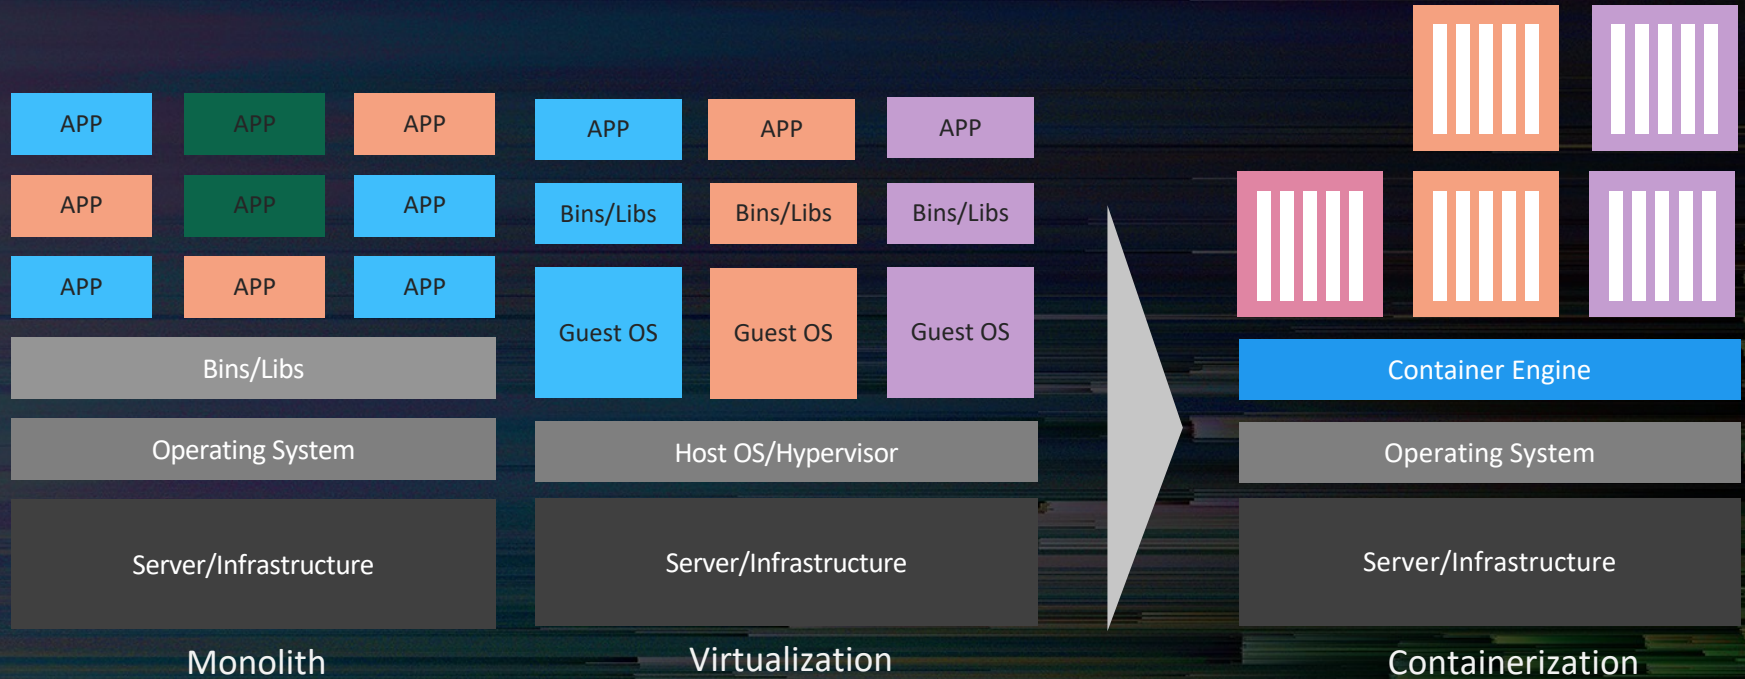 APP
APP
APP
APP
APP
APP
APP
APP
APP
Bins/Libs
Operating System
Server/Infrastructure
Monolith
APP
APP
APP
Bins/Libs
Bins/Libs
Bins/Libs
Guest OS
Guest OS
Guest OS
Host OS/Hypervisor
Server/Infrastructure
Virtualization
Container Engine
Operating System
Server/Infrastructure
Containerization